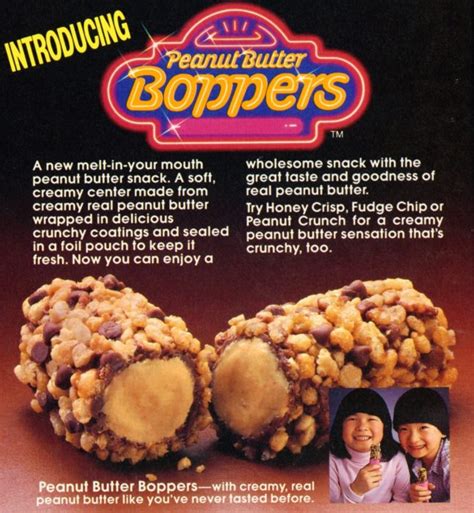 INTRODUCING
Peanut Butter
Boppers
TM
A new melt-in-your mouth
peanut butter snack. A soft,
creamy center made from
creamy real peanut butter
wrapped in delicious
crunchy coatings and sealed
in a foil pouch to keep it
fresh. Now you can enjoy a
wholesome snack with the
great taste and goodness of
real peanut butter.
Try Honey Crisp, Fudge Chip or
Peanut Crunch for a creamy
peanut butter sensation that's
crunchy, too.
Peanut Butter Boppers—with creamy, real
peanut butter like you've never tasted before.